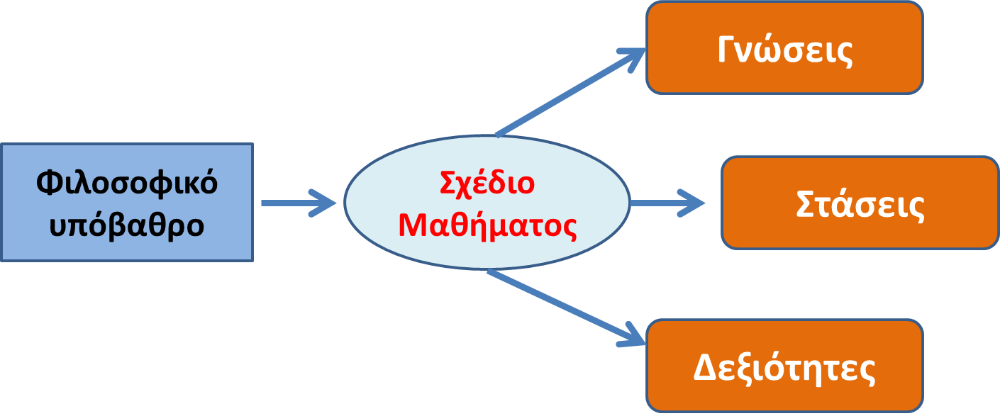 Γνώσεις
Φιλοσοφικό
υπόβαθρο
Σχέδιο
Μαθήματος
Στάσεις
Δεξιότητες